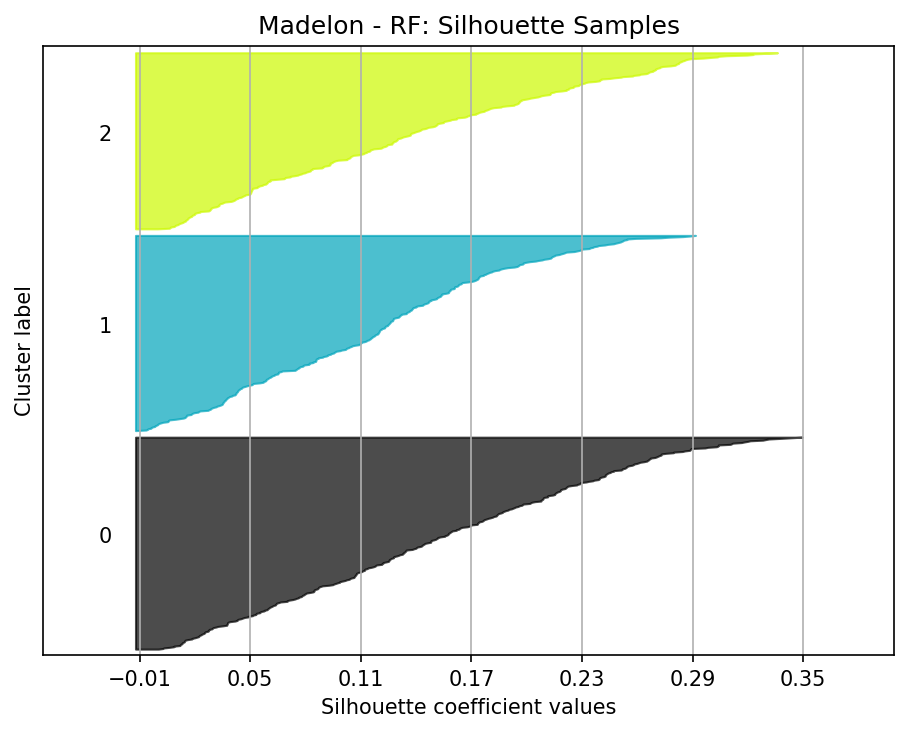 Madelon - RF: Silhouette Samples
2
1
0
Cluster label
−0.01 0.05 0.11 0.17 0.23 0.29 0.35
Silhouette coefficient values